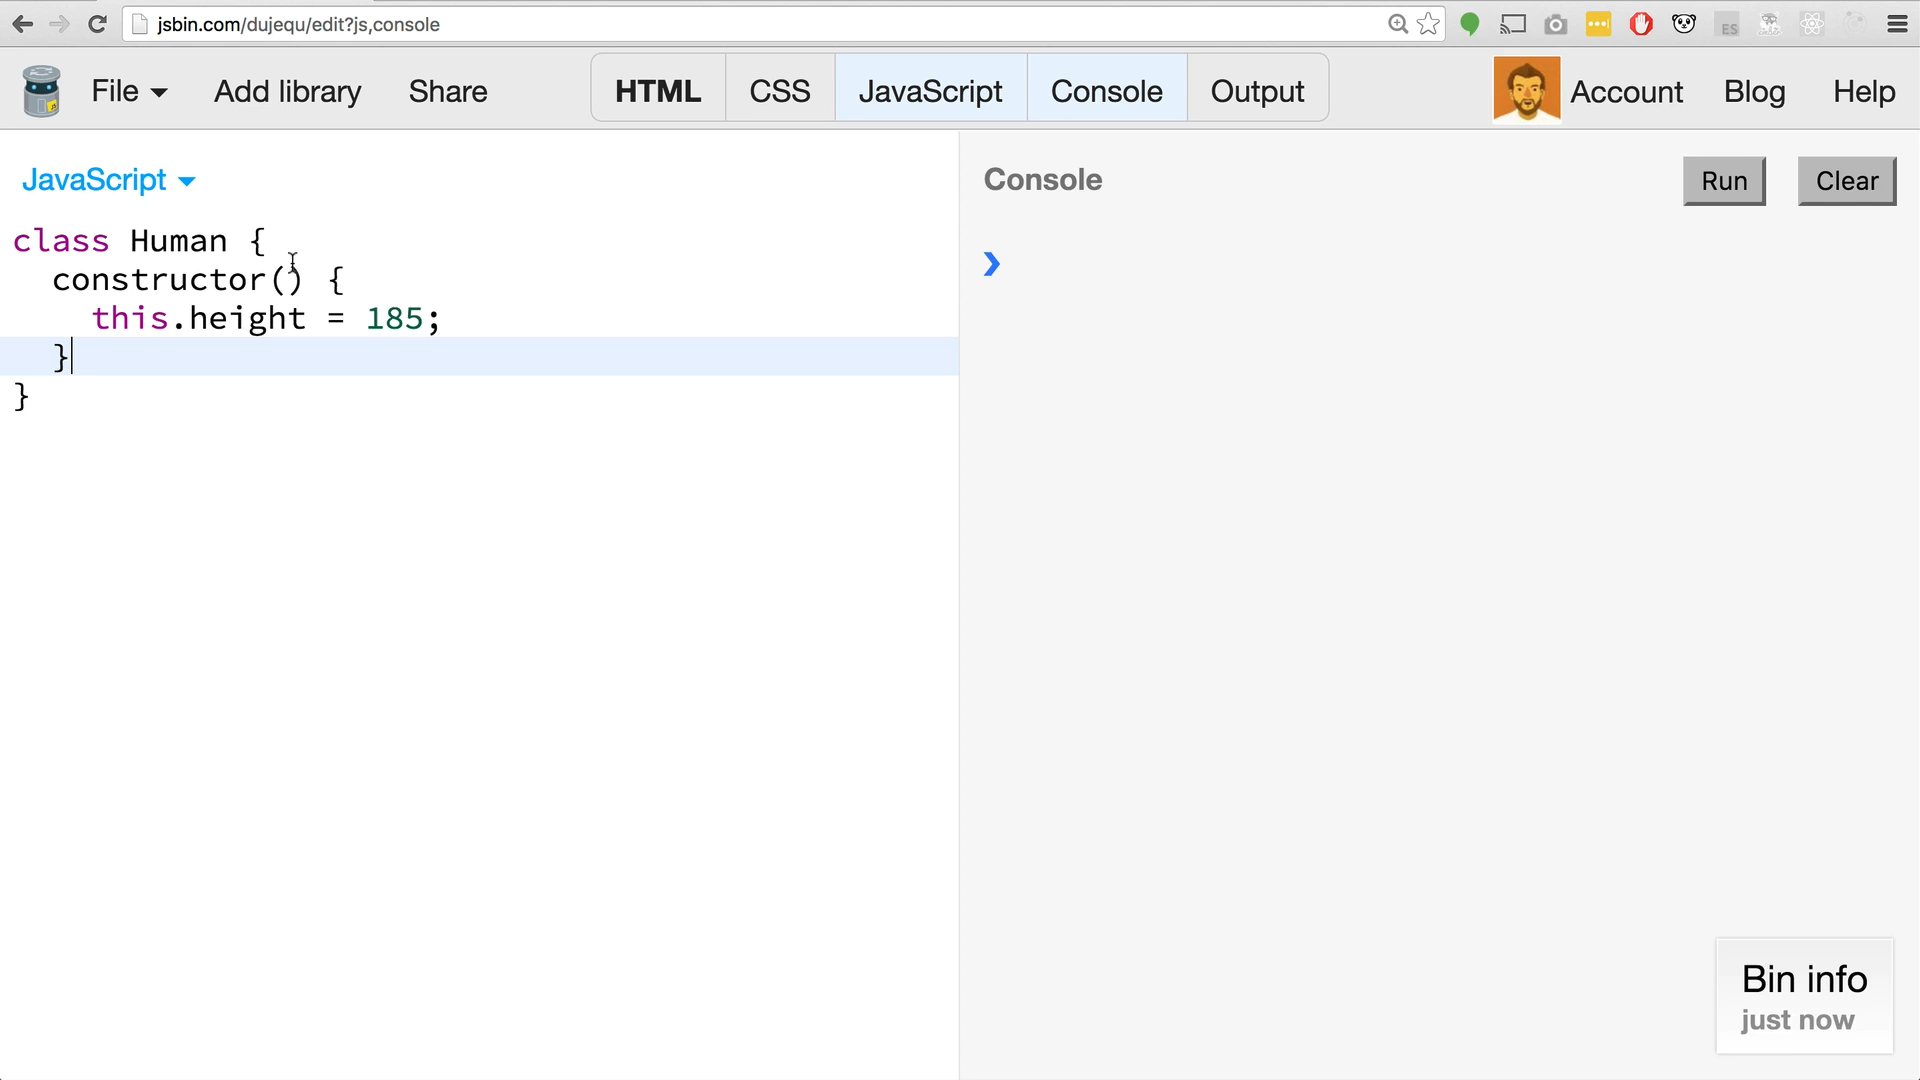 jsbin.com/dujequ/edit?js,console
ES
File
Add library
Share
HTML
CSS
JavaScript
Console
Output
Account
Blog
Help
JavaScript
Console
Run
Clear
class Human {
constructor() {
this.height = 185;
}
}
Bin info
just now